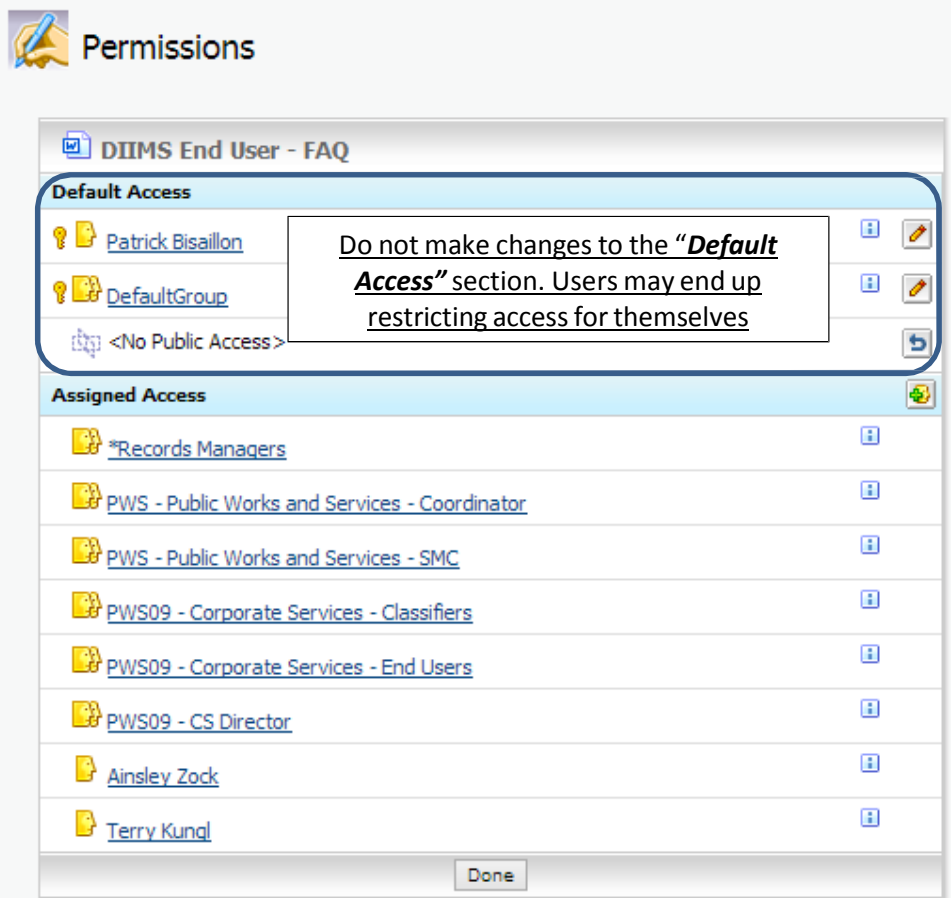 Permissions
DIIMS End User - FAQ
Default Access
Patrick Bisaillon
DefaultGroup
<No Public Access>
Do not make changes to the “Default
Access” section. Users may end up
restricting access for themselves
Assigned Access
*Records Managers
PWS - Public Works and Services - Coordinator
PWS - Public Works and Services - SMC
PWS09 - Corporate Services - Classifiers
PWS09 - Corporate Services - End Users
PWS09 - CS Director
Ainsley Zock
Terry Kungl
Done